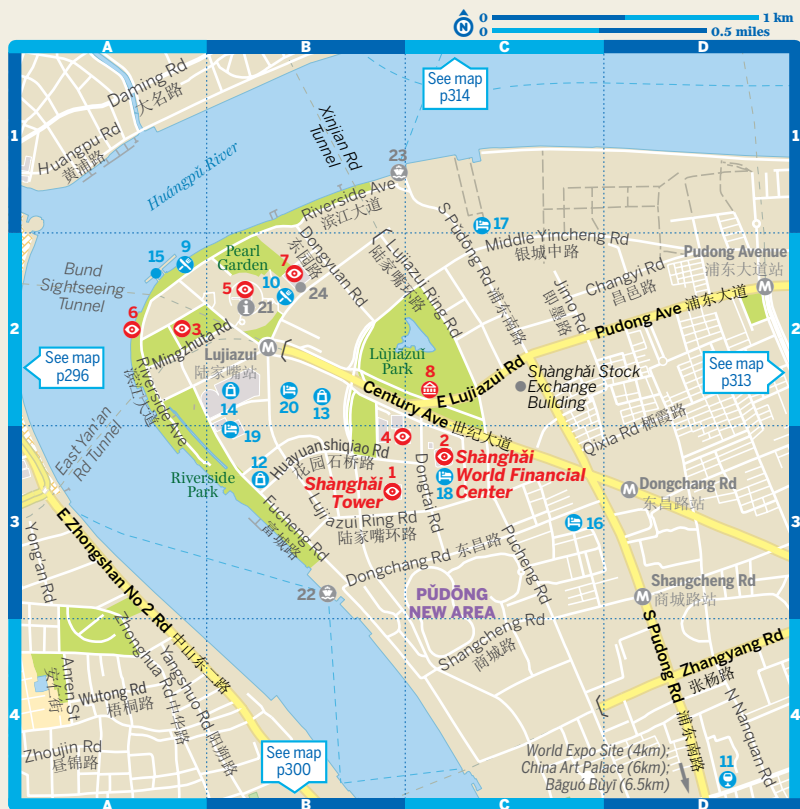 N
0
1 km
0
0.5 miles
A
B
C
D
1
2
3
4
1
2
3
4
A
B
C
D
See map
p314
Daming Rd
大名路
Huangpu Rd
黄浦路
Huángpǔ River
Xinjian Rd
Tunnel
23
Riverside Ave
滨江大道
17
S Pǔdōng Rd 浦东南路
Middle Yincheng Rd
银城中路
Pudong Avenue
浦东大道站
M
15
9
Pearl
Garden
7
Dongyuan Rd
东园路
Lujiazui Ring Rd
陆家嘴环路
Bund
Sightseeing
Tunnel
5
10
24
i
21
Changyi Rd
昌邑路
Jimo Rd
即墨路
6
3
Mingzhuta Rd
Pudong Ave 浦东大道
Lujiazui
陆家嘴站
M
Lùjiāzuǐ
Park
See map
p296
See map
p313
8
E Lujiazui Rd
Shànghǎi Stock
Exchange
Building
Riverside Ave
滨江大道
14
20
13
Century Ave 世纪大道
Qixia Rd 栖霞路
East Yan'an
Rd Tunnel
19
4
2
Shànghǎi
World Financial
Center
18
Huayuanshiqiao Rd
花园石桥路
12
Riverside
Park
1
Shànghǎi
Tower
Dongtai Rd
M
Dongchang Rd
东昌路站
Fucheng Rd
富城路
Lujiazui Ring Rd
陆家嘴环路
16
Dongchang Rd 东昌路
Pucheng Rd
Yong'an Rd
E Zhongshan No 2 Rd 中山东二路
22
PǓDŌNG
NEW AREA
M
Shangcheng Rd
商城路站
Shangcheng Rd
商城路
S Pudong Rd 浦东南路
Zhangyang Rd
张杨路
Anren St
安仁街
Wutong Rd
梧桐路
Zhonghua Rd 中华路
Yangshuo Rd 阳朔路
Zhoujin Rd
昼锦路
N Nanquan Rd
See map
p300
World Expo Site (4km);
China Art Palace (6km);
Bǎguó Bùyī (6.5km)
11